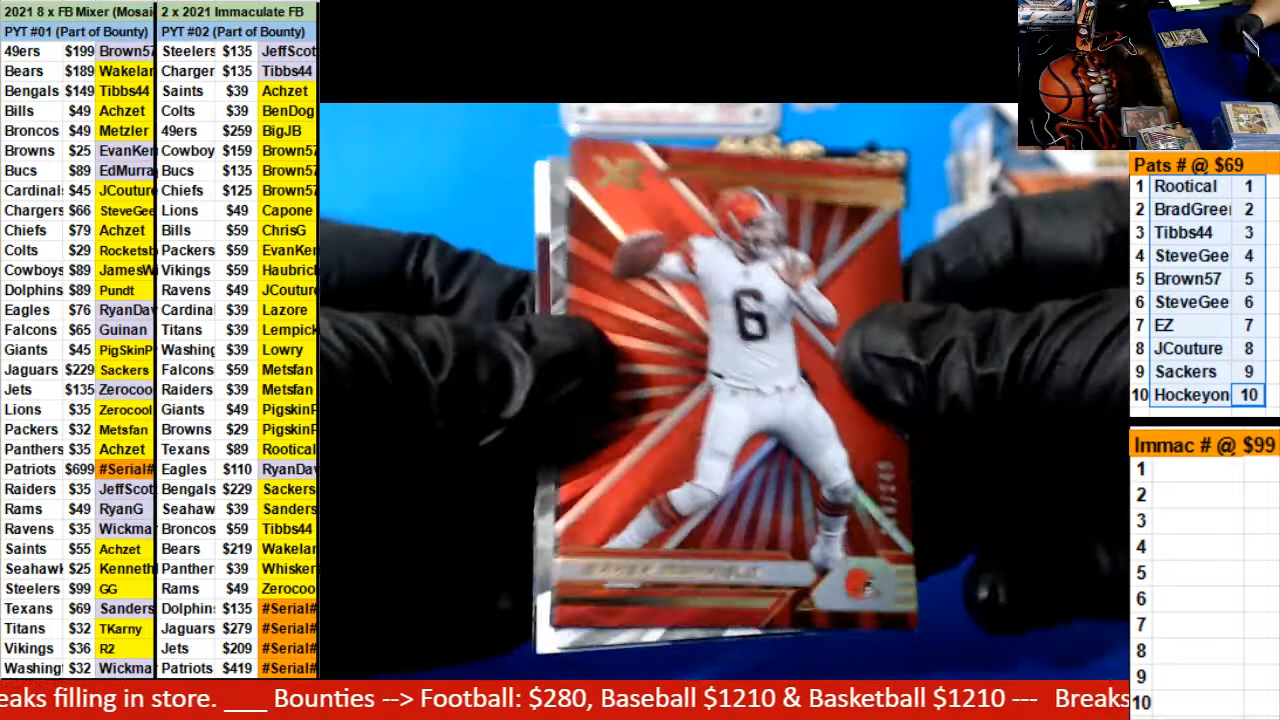 2021 8 x FB Mixer (Mosai 2 x 2021 Immaculate FB
PYT #01 (Part of Bounty) PYT #02 (Part of Bounty)
49ers $199 Brown57 Steelers $135 JeffScot
Bears $189 Wakelar Charger $135 Tibbs44
Bengals $149 Tibbs44 Saints $39 Achzet
Bills $49 Achzet Colts $39 BenDog
Broncos $49 Metzler 49ers $259 BigJB
Browns $25 EvanKer Cowboy $159 Brown57
Bucs $89 EdMurra Bucs $135 Brown57
Cardinals $45 JCouture Chiefs $125 Brown57
Chargers $66 SteveGee Lions $49 Capone
Chiefs $79 Achzet Bills $59 ChrisG
Colts $29 Rocketsb Packers $59 EvanKer
Cowboys $89 JamesW Vikings $59 Haubric
Dolphins $89 Pundt Ravens $49 JCouture
Eagles $76 RyanDav Cardina $39 Lazore
Falcons $65 Guinan Titans $39 Lempick
Giants $45 PigSkinP Washing $39 Lowry
Jaguars $229 Sackers Falcons $59 Metsfan
Jets $135 Zerocoo Raiders $39 Metsfan
Lions $35 Zerocool Giants $49 PigskinP
Packers $32 Metsfan Browns $29 PigskinP
Panthers $35 Achzet Texans $89 Rootical
Patriots $699 #Serial# Eagles $110 RyanDav
Raiders $35 JeffScot Bengals $229 Sackers
Rams $49 RyanG Seahaw $39 Sanders
Ravens $35 Wickma Broncos $59 Tibbs44
Saints $55 Achzet Bears $219 Wakelar
Seahawk $25 Kenneth Panther $39 Whisker
Steelers $99 GG Rams $49 Zerocoo
Texans $69 Sanders Dolphin $135 #Serial#
Titans $32 TKarny Jaguars $279 #Serial#
Vikings $36 R2 Jets $209 #Serial#
Washing $32 Wickma Patriots $419 #Serial#
6
Pats # @ $69
1 Rootical 1
2 BradGree 2
3 Tibbs44 3
4 SteveGee 4
5 Brown57 5
6 SteveGee 6
7 EZ 7
8 JCouture 8
9 Sackers 9
10 Hockeyon 10
Immac # @ $99
1
2
3
4
5
6
7
8
9
10
eaks filling in store. ___ Bounties --> Football: $280, Baseball $1210 & Basketball $1210 --- Breaks